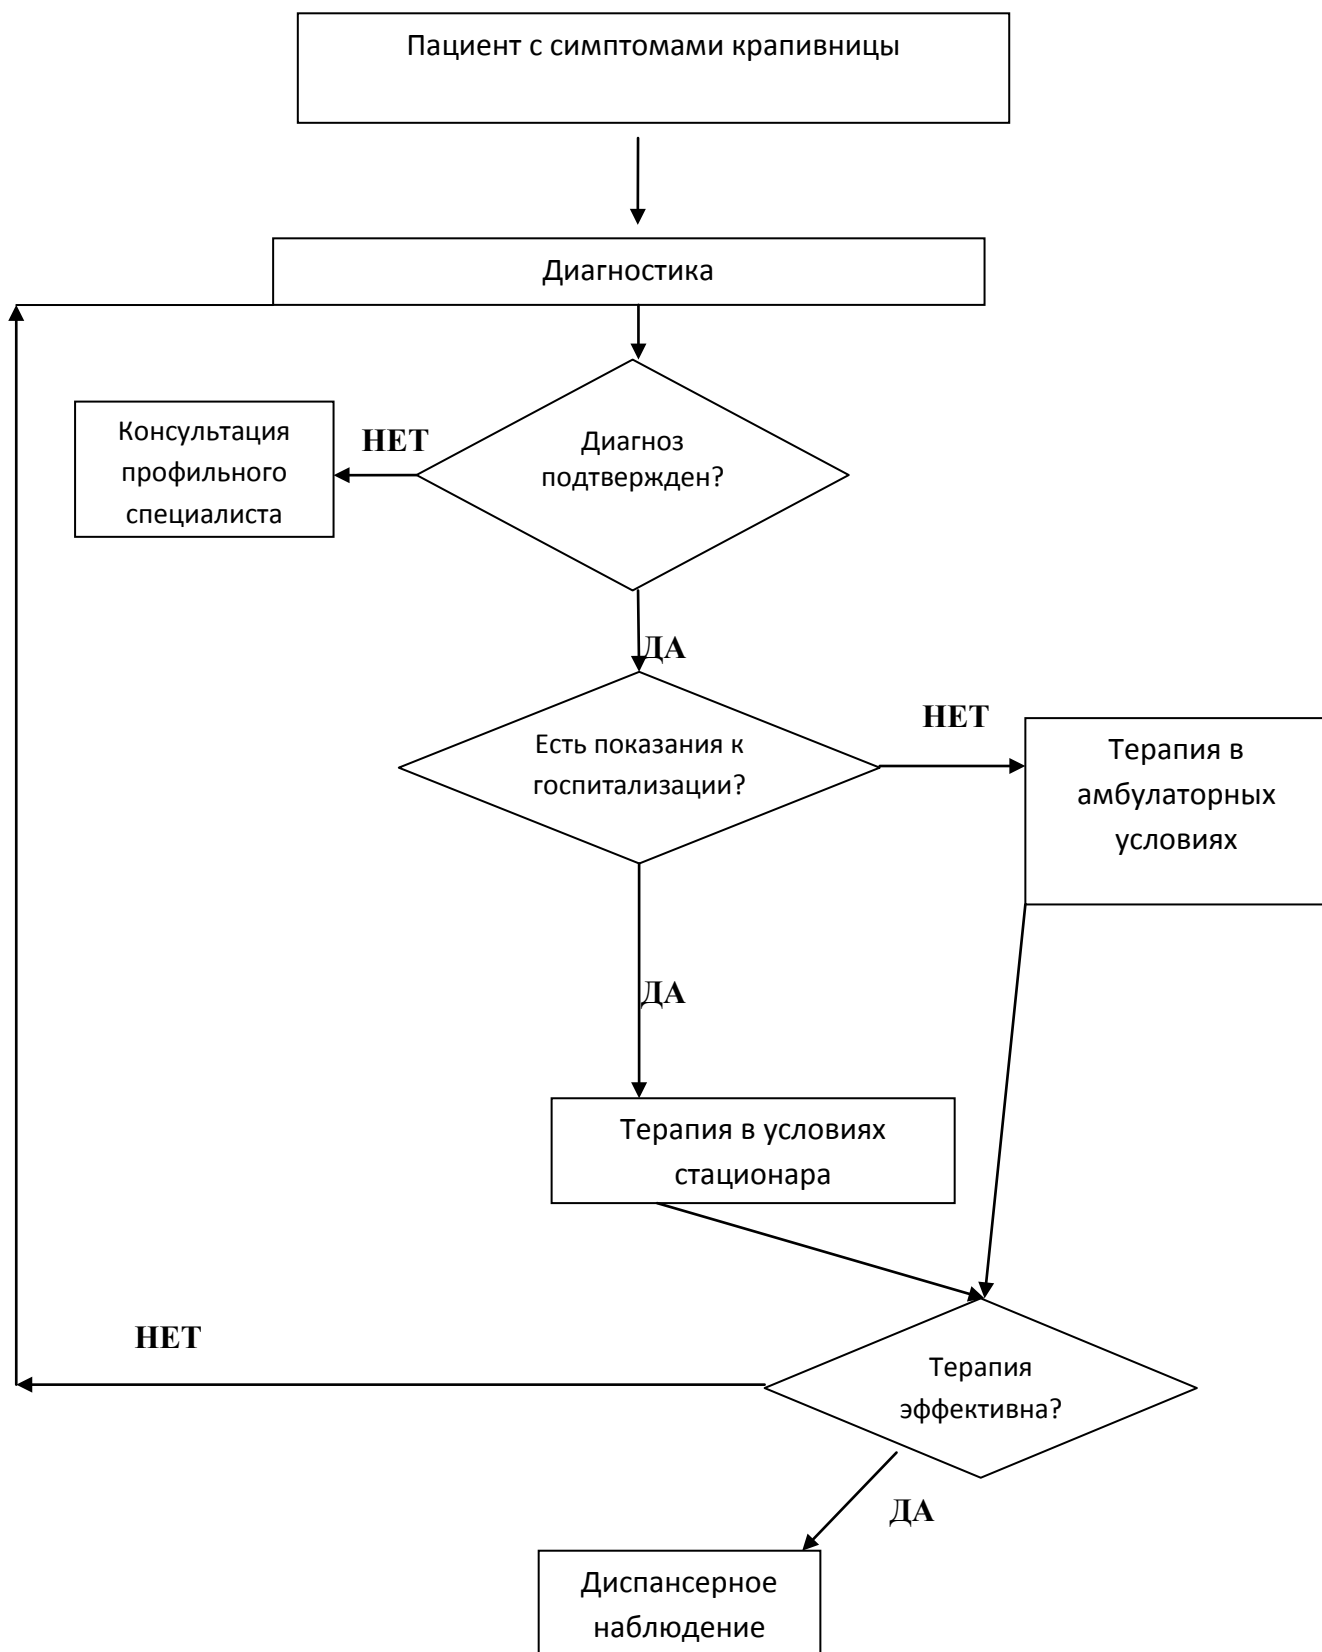 Пациент с симптомами крапивницы
Диагностика
Консультация
профильного
специалиста
НЕТ
Диагноз
подтвержден?
ДА
Есть показания к
госпитализации?
НЕТ
Терапия в
амбулаторных
условиях
ДА
Терапия в условиях
стационара
НЕТ
Терапия
эффективна?
ДА
Диспансерное
наблюдение